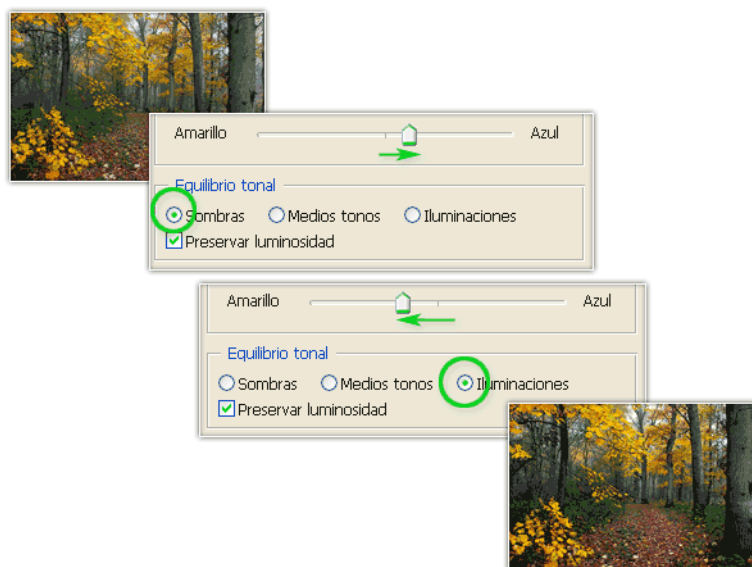 Amarillo Azul
Equilibrio tonal
Sombras Medios tonos Iluminaciones
Preservar luminosidad
Amarillo Azul
Equilibrio tonal
Sombras Medios tonos Iluminaciones
Preservar luminosidad